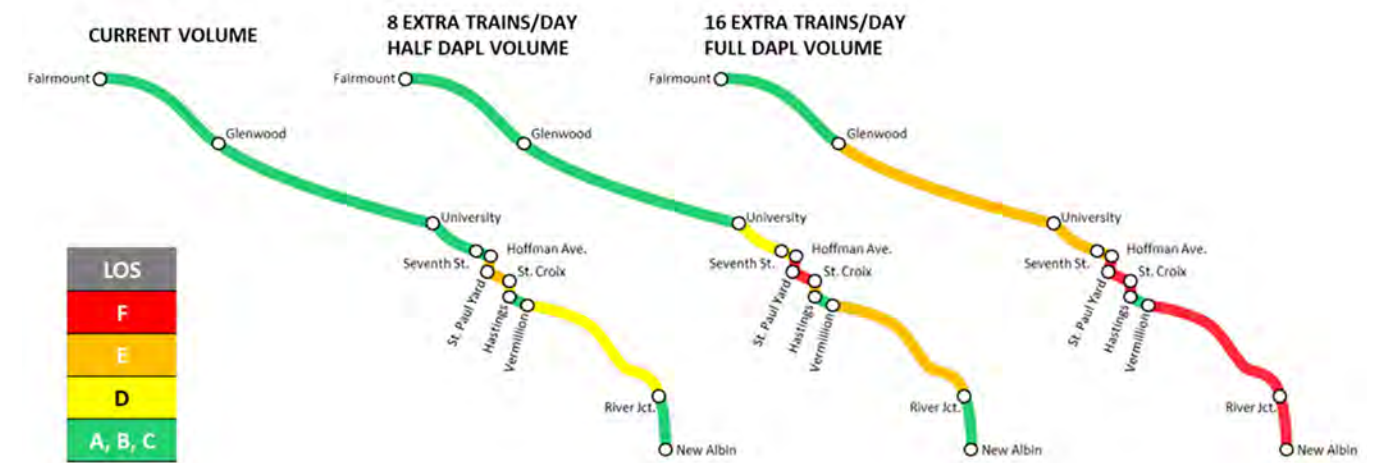 CURRENT VOLUME
8 EXTRA TRAINS/DAY
HALF DAPL VOLUME
16 EXTRA TRAINS/DAY
FULL DAPL VOLUME
Fairmount
Glenwood
University
Hoffman Ave.
Seventh St.
St. Croix
St. Paul Yard
Hastings
Vermillion
River Jct.
New Albin
Fairmount
Glenwood
University
Hoffman Ave.
Seventh St.
St. Croix
St. Paul Yard
Hastings
Vermillion
River Jct.
New Albin
Fairmount
Glenwood
University
Hoffman Ave.
Seventh St.
St. Croix
St. Paul Yard
Hastings
Vermillion
River Jct.
New Albin
LOS
F
E
D
A, B, C